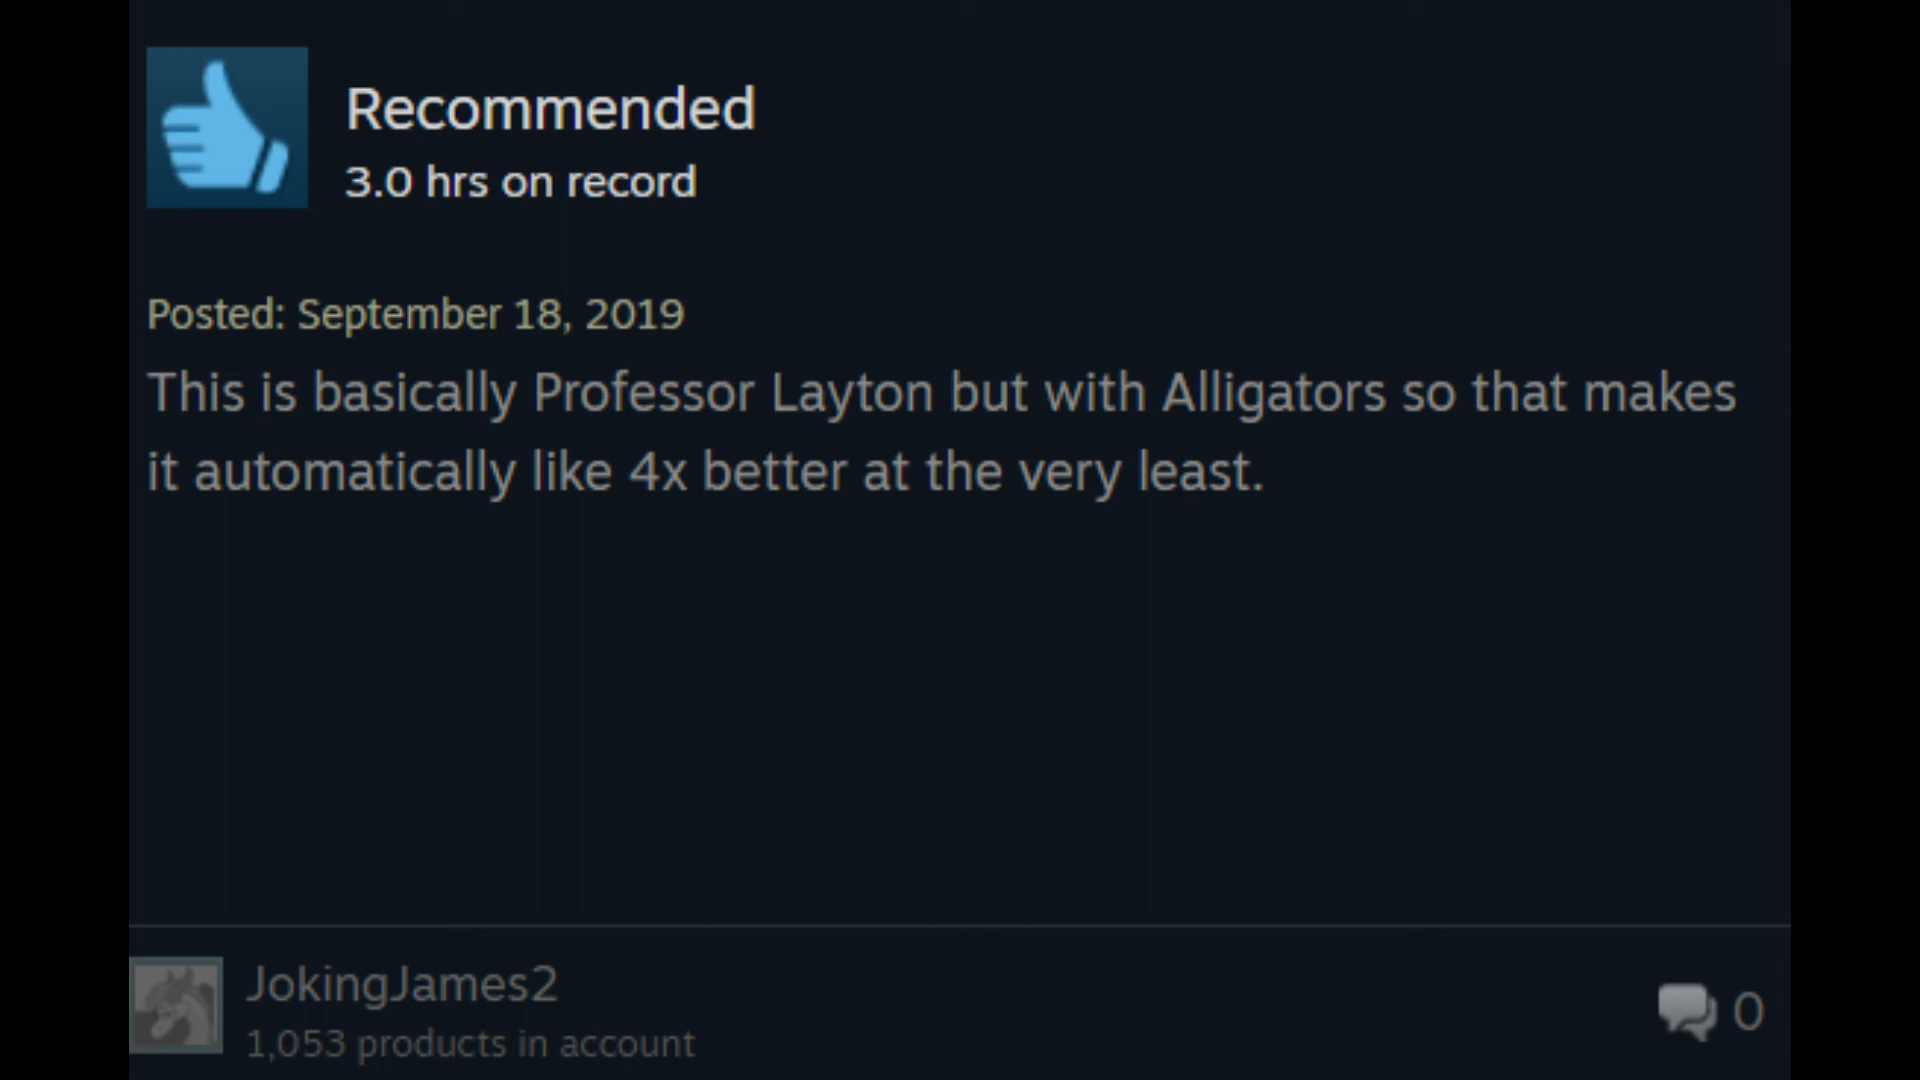 Recommended
3.0 hrs on record
Posted: September 18, 2019
This is basically Professor Layton but with Alligators so that makes
it automatically like 4x better at the very least.
JokingJames2
1,053 products in account
0